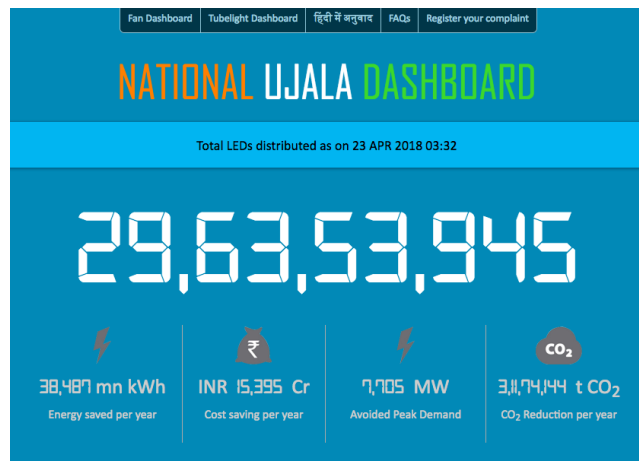 Fan Dashboard Tubelight Dashboard हिंदी में अनुवाद FAQs Register your complaint
NATIONAL UJALA DASHBOARD
Total LEDs distributed as on 23 APR 2018 03:32
29,63,53,945
₹ CO₂
38,487 mn kWh INR 15,395 Cr 7,705 MW 3,11,74,144 t CO₂
Energy saved per year Cost saving per year Avoided Peak Demand CO₂ Reduction per year